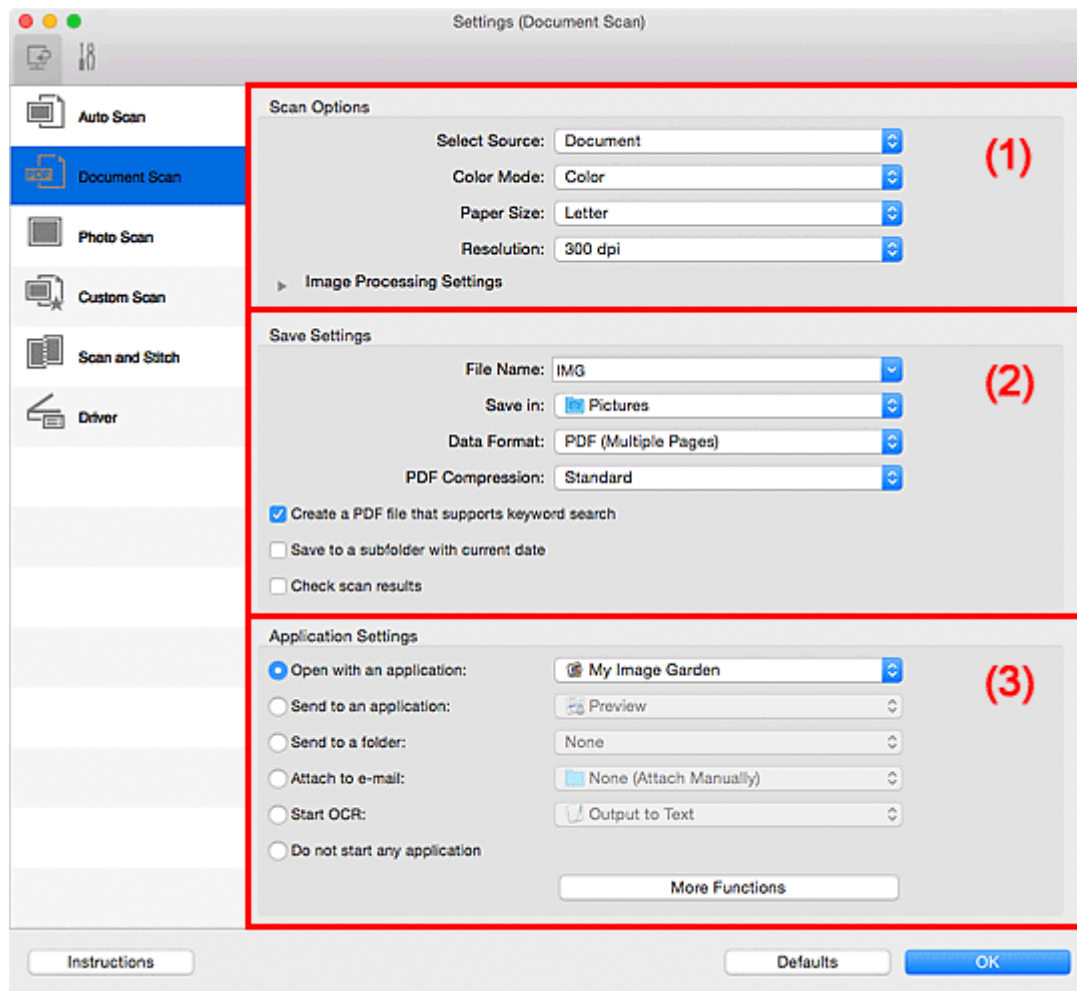 Settings (Document Scan)
Auto Scan
Document Scan
Photo Scan
Custom Scan
Scan and Stitch
Driver
Scan Options
(1)
Select Source: Document
Color Mode: Color
Paper Size: Letter
Resolution: 300 dpi
Image Processing Settings
Save Settings
(2)
File Name: IMG
Save in: Pictures
Data Format: PDF (Multiple Pages)
PDF Compression: Standard
Create a PDF file that supports keyword search
Save to a subfolder with current date
Check scan results
Application Settings
(3)
Open with an application: My Image Garden
Send to an application: Preview
Send to a folder: None
Attach to e-mail: None (Attach Manually)
Start OCR: Output to Text
Do not start any application
More Functions
Instructions Defaults OK